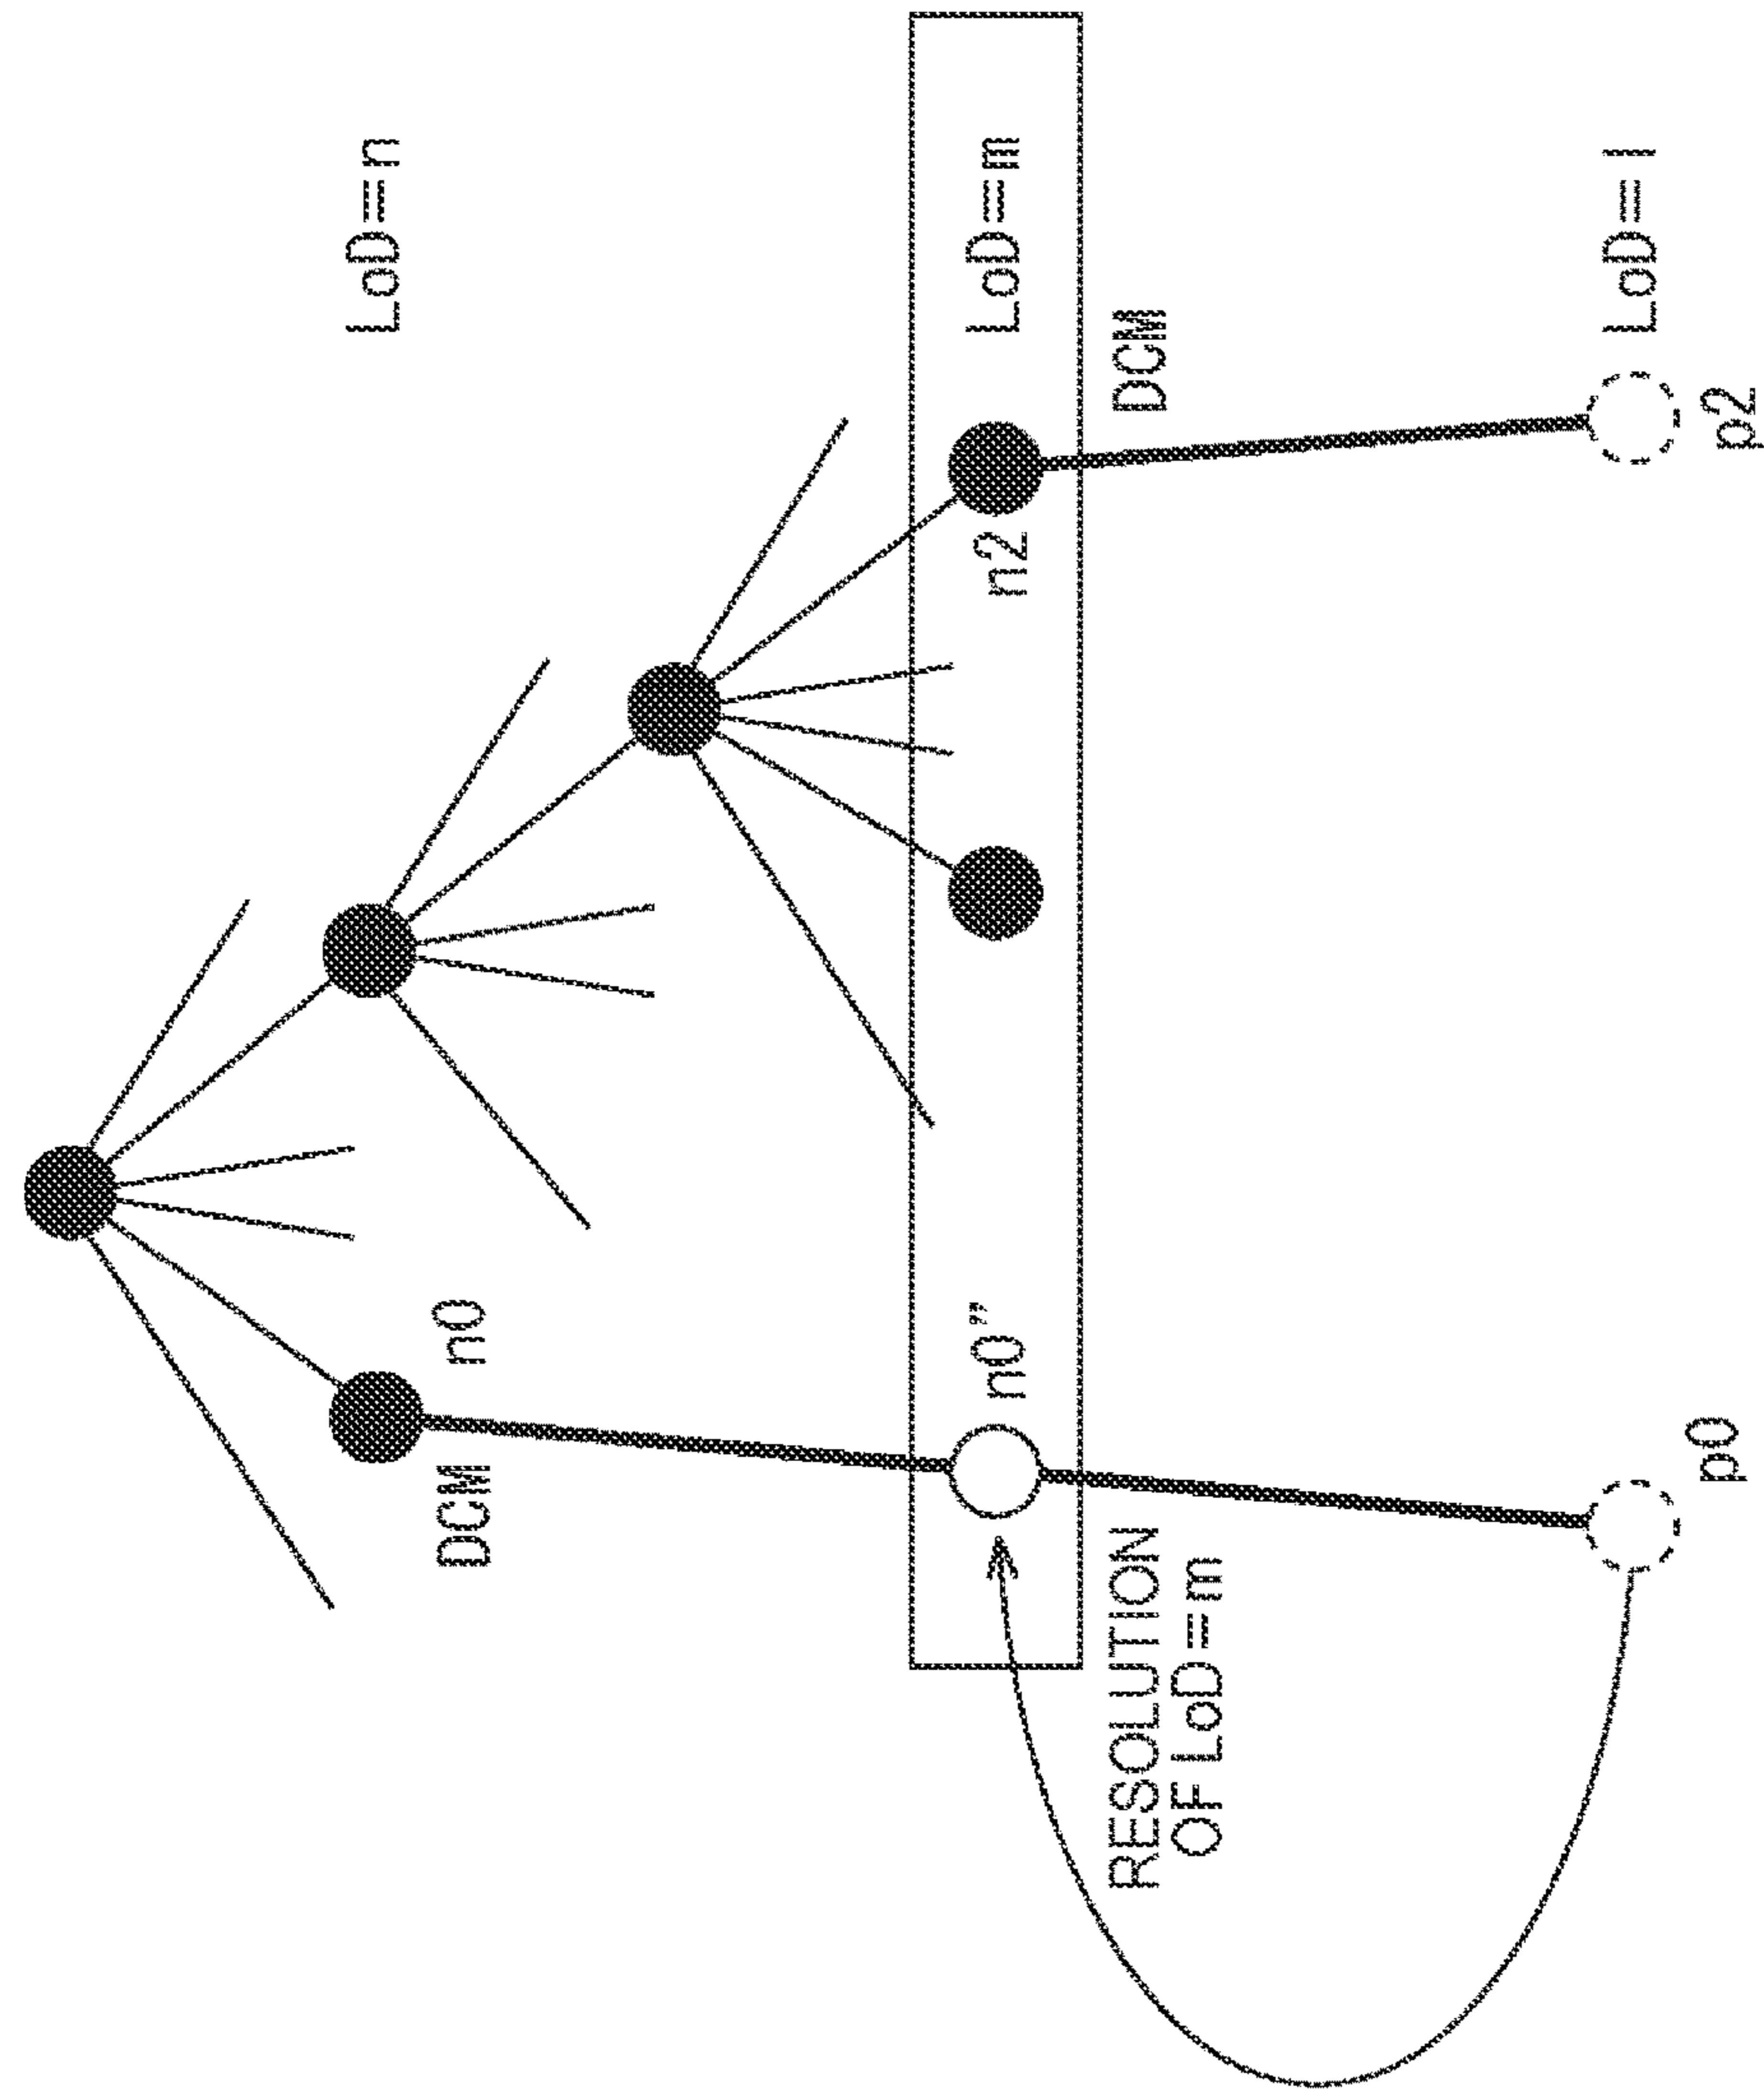 LoD=n
n0
DCM
n0”
n2
LoD=m
DCM
RESOLUTION
OF LoD=m
p0
LoD=l
p2